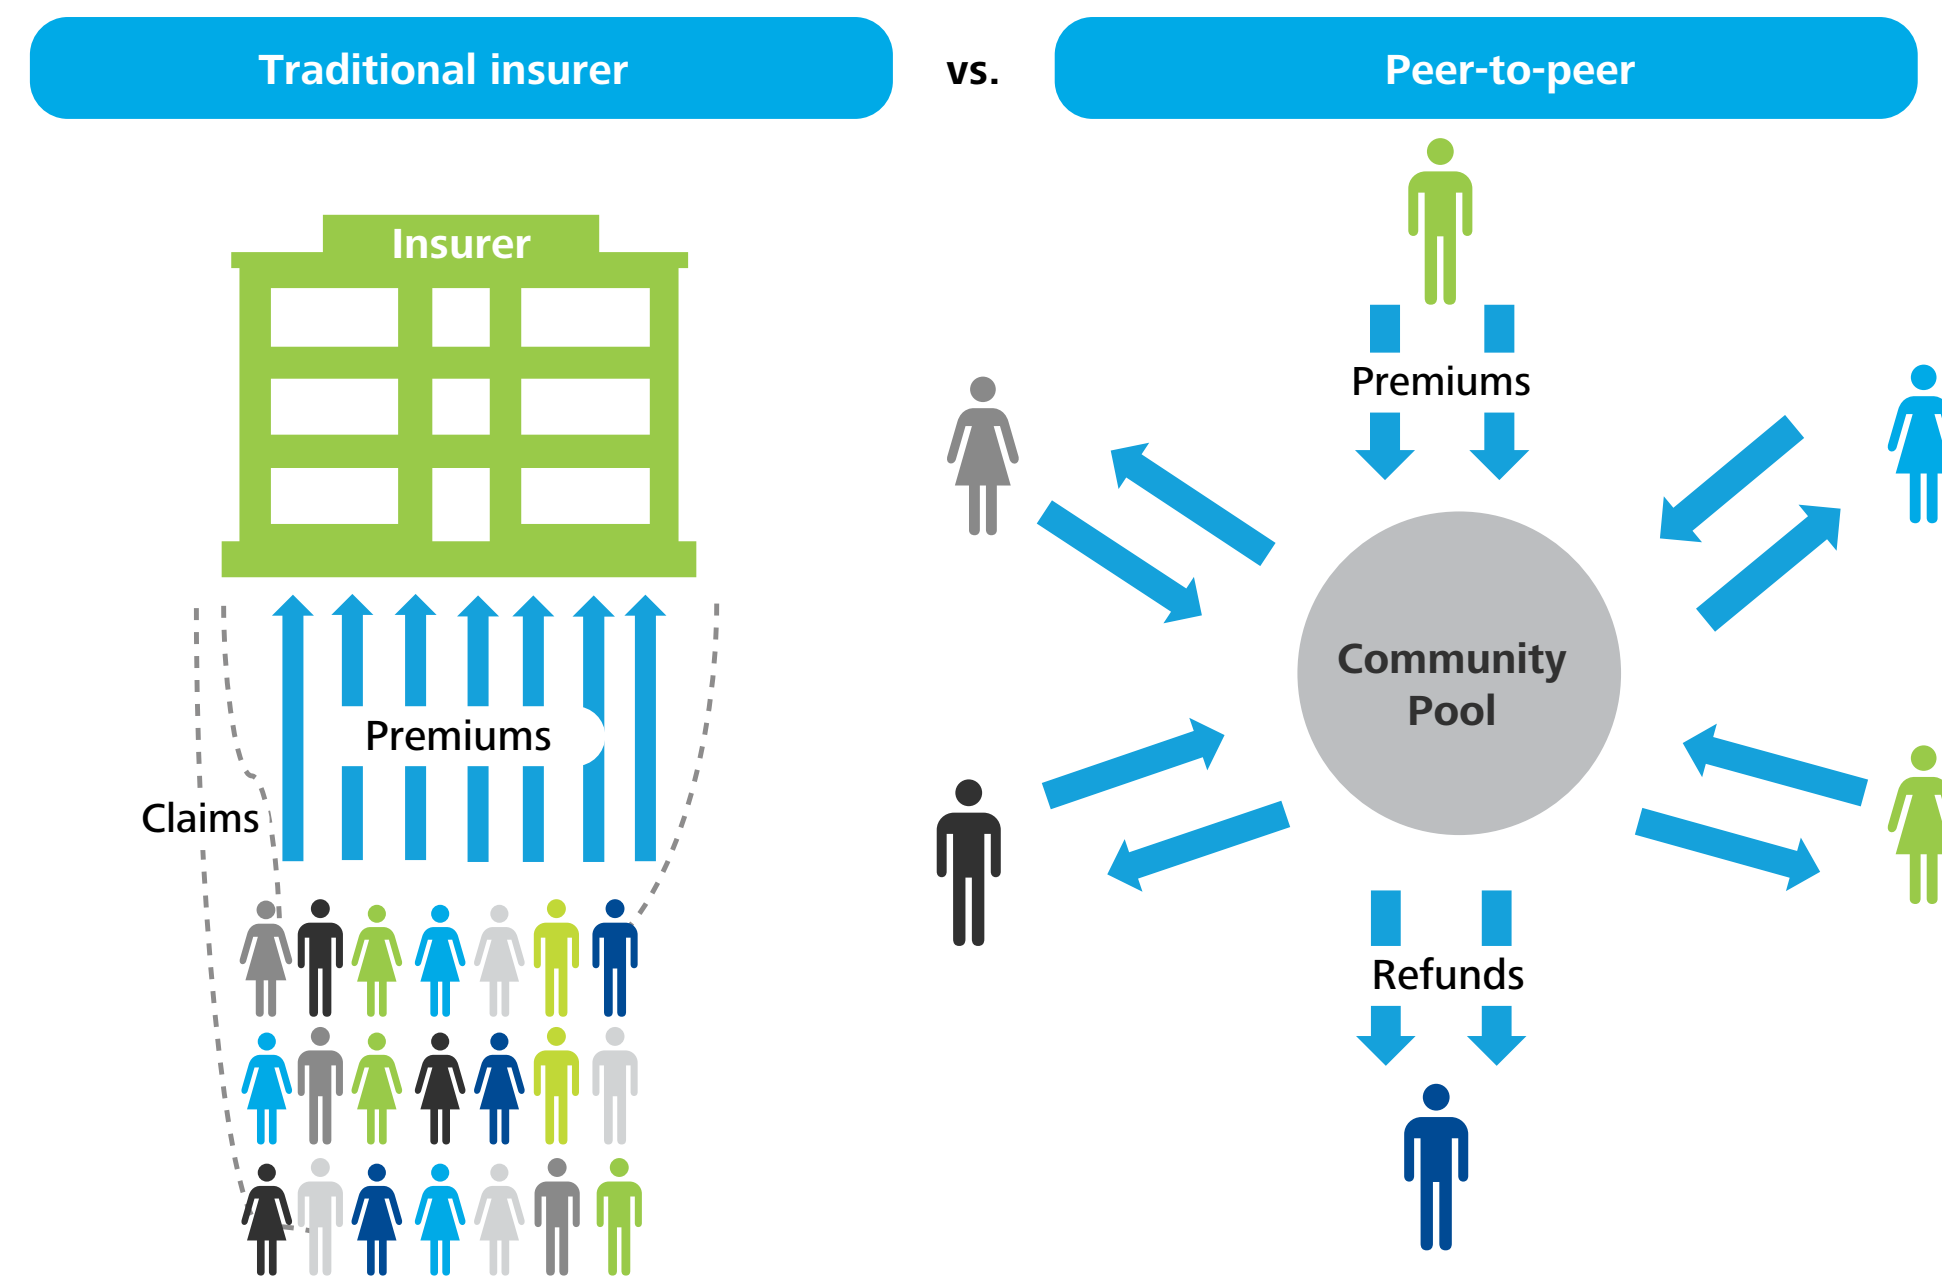 Traditional insurer
vs.
Peer-to-peer
Insurer
Premiums
Claims
Premiums
Community
Pool
Refunds